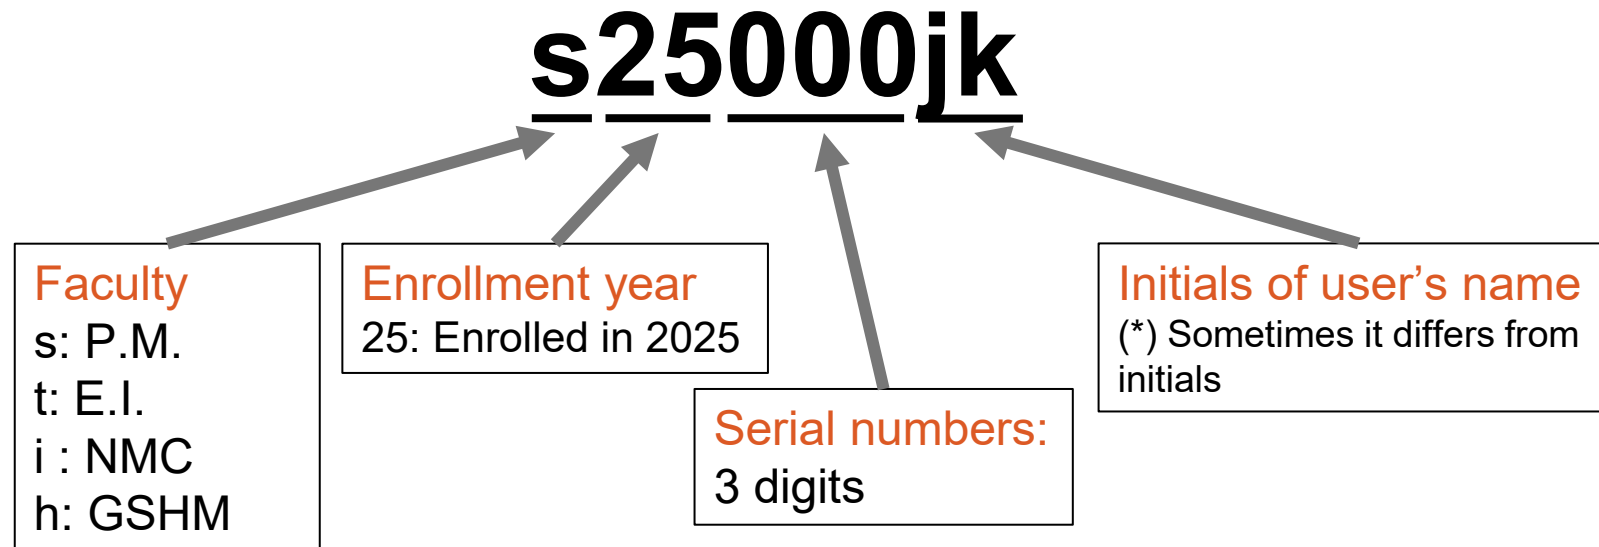 s25000jk
Faculty
s: P.M.
t: E.I.
i : NMC
h: GSHM
Enrollment year
25: Enrolled in 2025
Serial numbers:
3 digits
Initials of user’s name
(*) Sometimes it differs from
initials